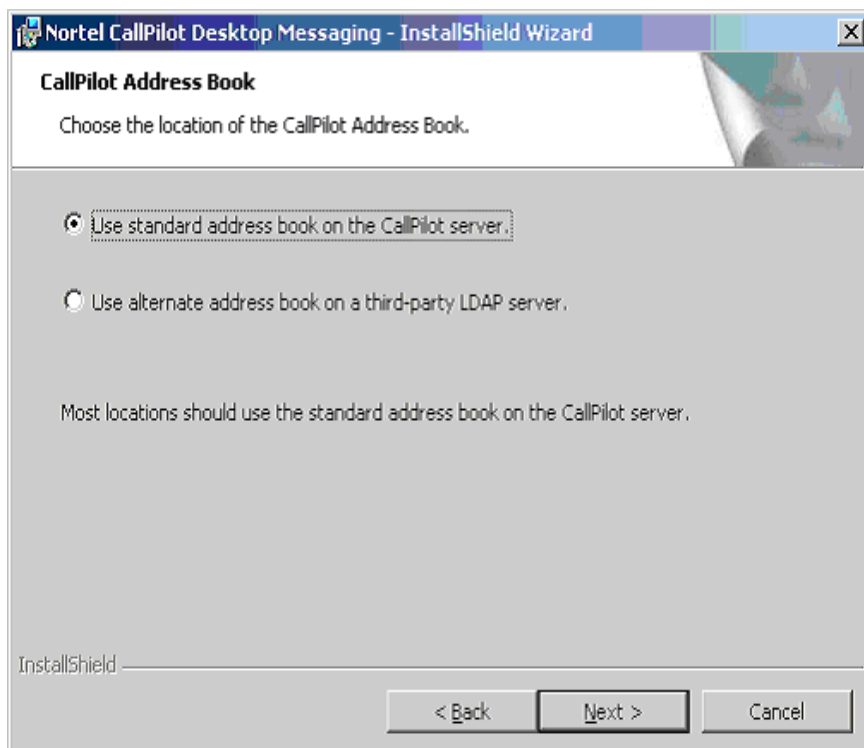 Nortel CallPilot Desktop Messaging - InstallShield Wizard
CallPilot Address Book
Choose the location of the CallPilot Address Book.
Use standard address book on the CallPilot server.
Use alternate address book on a third-party LDAP server.
Most locations should use the standard address book on the CallPilot server.
InstallShield
< Back
Next >
Cancel